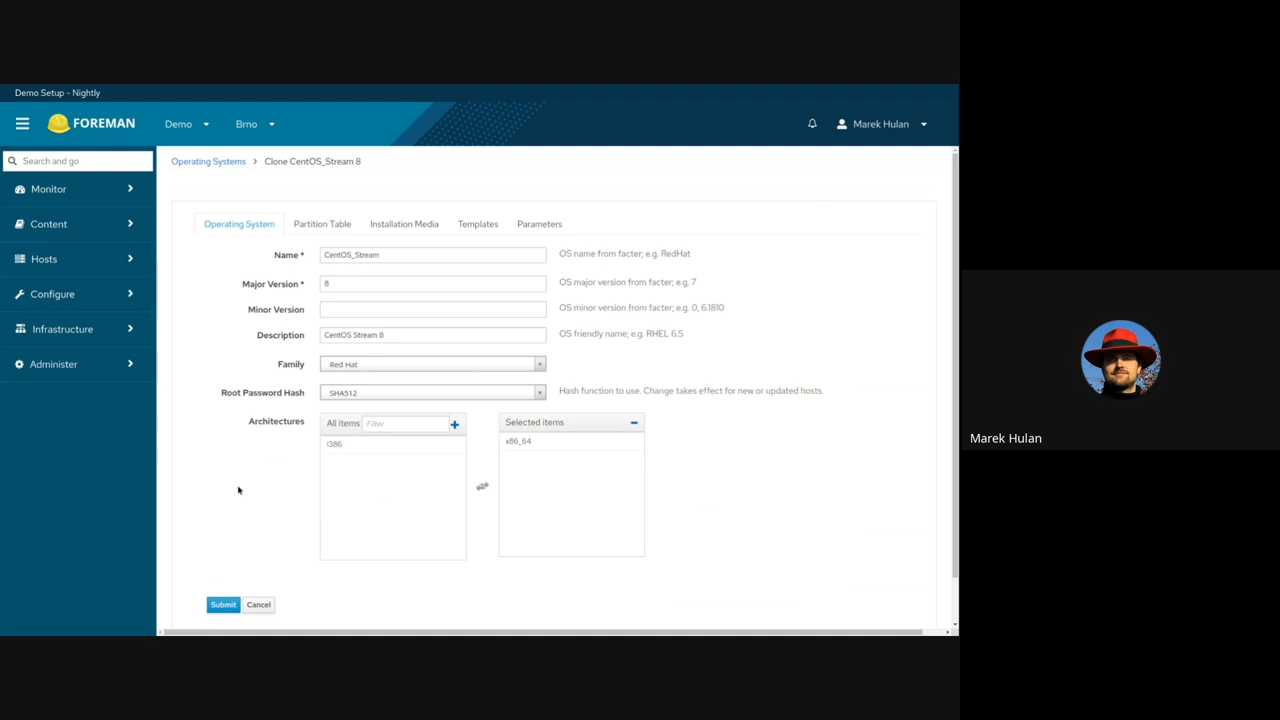 Demo Setup - Nightly
FOREMAN
Demo
Brno
Marek Hulan
Search and go
Monitor
Content
Hosts
Configure
Infrastructure
Administer
Operating Systems > Clone CentOS_Stream 8
Operating System Partition Table Installation Media Templates Parameters
Name * CentOS_Stream OS name from facter; e.g. RedHat
Major Version * 8 OS major version from facter; e.g. 7
Minor Version OS minor version from facter; e.g. 0, 6.1810
Description CentOS Stream 8 OS friendly name; e.g. RHEL 6.5
Family Red Hat
Root Password Hash SHA512 Hash function to use. Change takes effect for new or updated hosts.
Architectures All items Filter + Selected items −
i386 x86_64
Submit Cancel
Marek Hulan